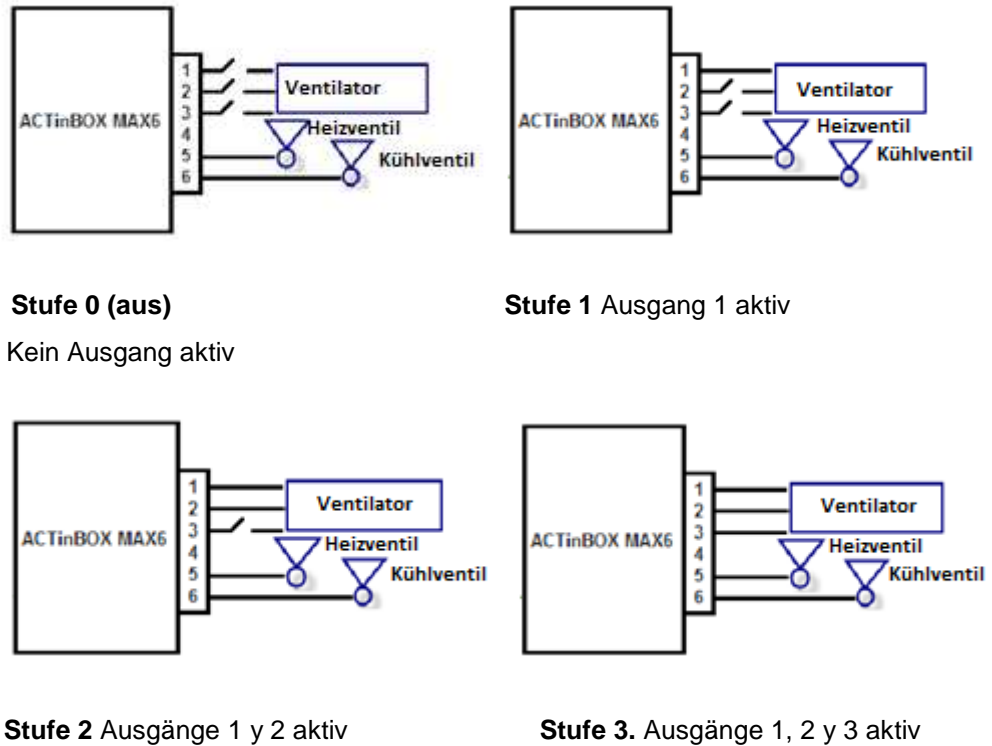 ACTinBOX MAX6
1
2
3
4
5
6
Ventilator
Heizventil
Kühlventil
ACTinBOX MAX6
1
2
3
4
5
6
Ventilator
Heizventil
Kühlventil
Stufe 0 (aus)
Kein Ausgang aktiv
Stufe 1 Ausgang 1 aktiv
ACTinBOX MAX6
1
2
3
4
5
6
Ventilator
Heizventil
Kühlventil
ACTinBOX MAX6
1
2
3
4
5
6
Ventilator
Heizventil
Kühlventil
Stufe 2 Ausgänge 1 y 2 aktiv
Stufe 3. Ausgänge 1, 2 y 3 aktiv